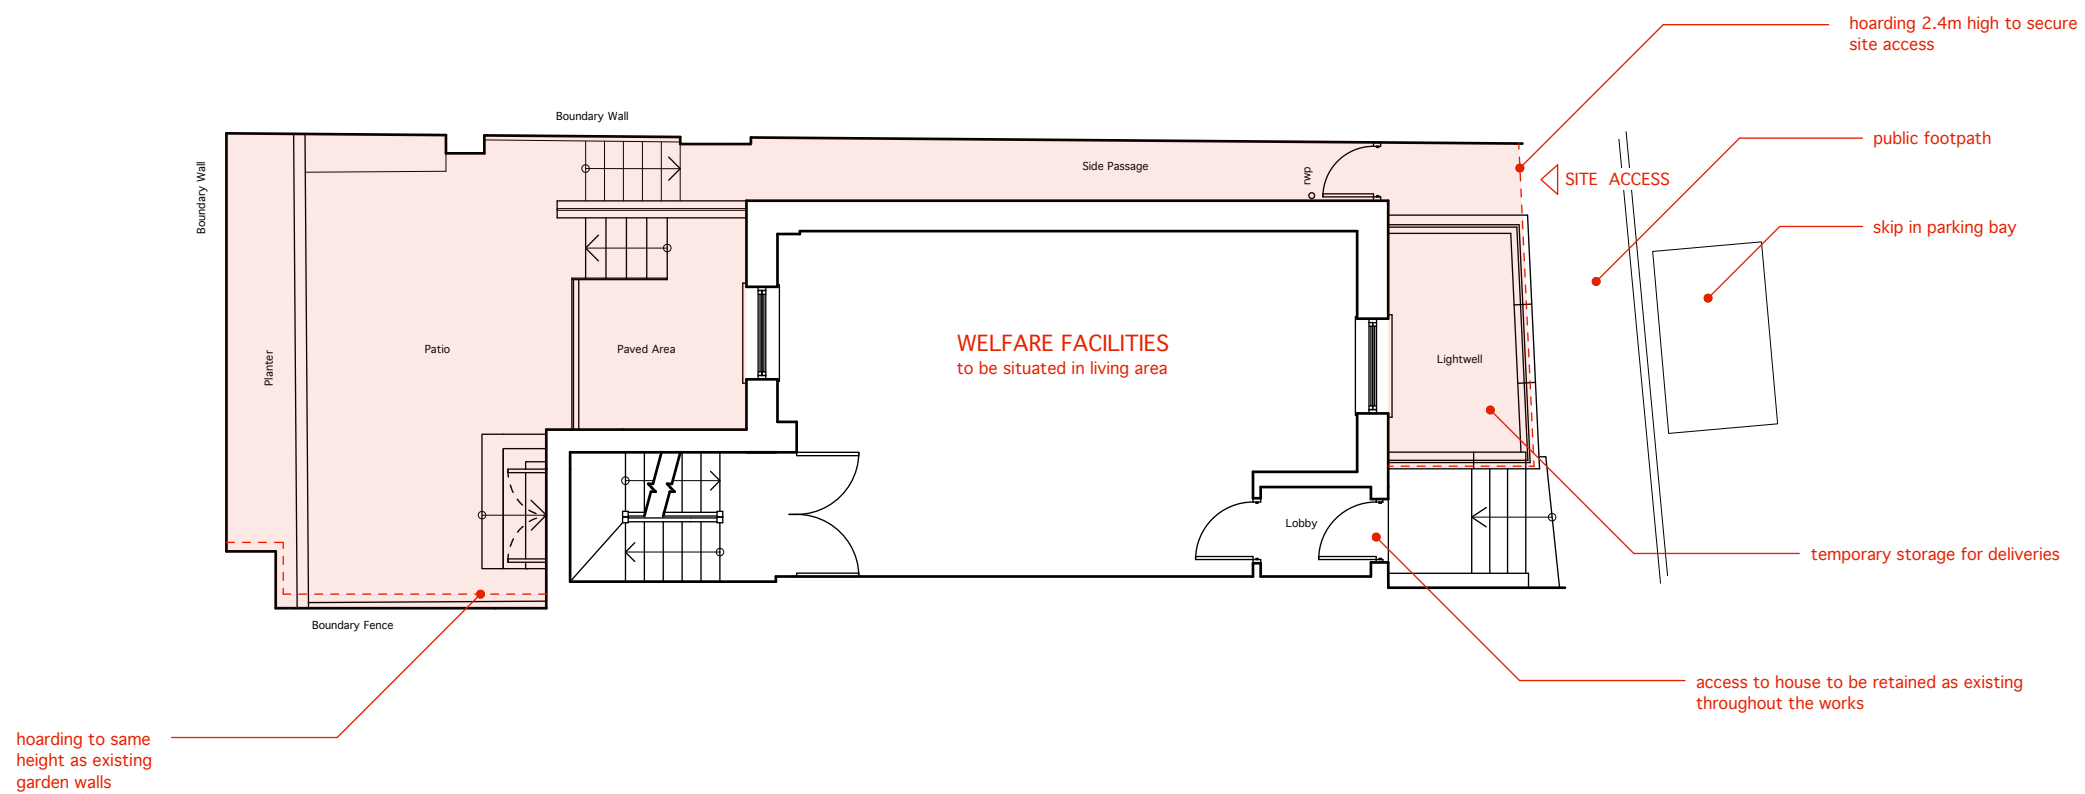 hoarding 2.4m high to secure
site access
Boundary Wall
public footpath
Side Passage
rwp
SITE ACCESS
Boundary Wall
skip in parking bay
WELFARE FACILITIES
to be situated in living area
Planter
Patio
Paved Area
Lightwell
Lobby
temporary storage for deliveries
Boundary Fence
access to house to be retained as existing
throughout the works
hoarding to same
height as existing
garden walls